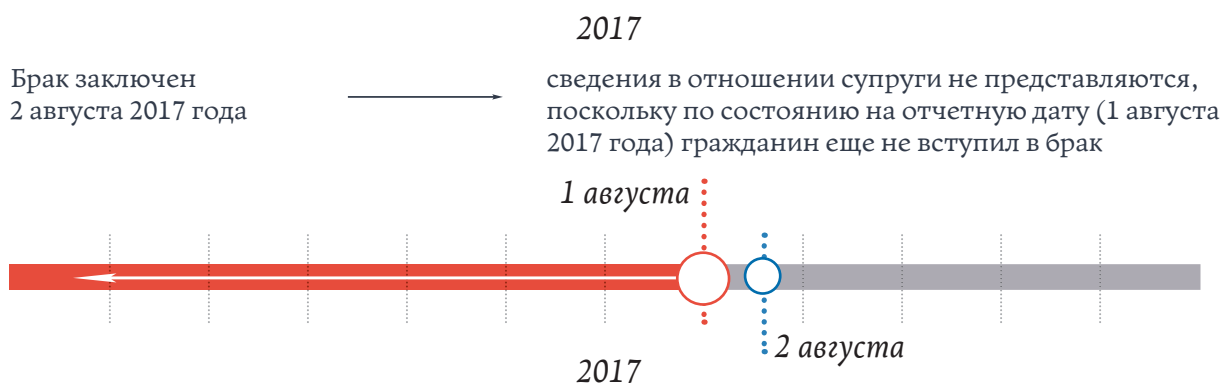 2017
Брак заключен
2 августа 2017 года
сведения в отношении супруги не представляются,
поскольку по состоянию на отчетную дату (1 августа
2017 года) гражданин еще не вступил в брак
1 августа
2 августа
2017